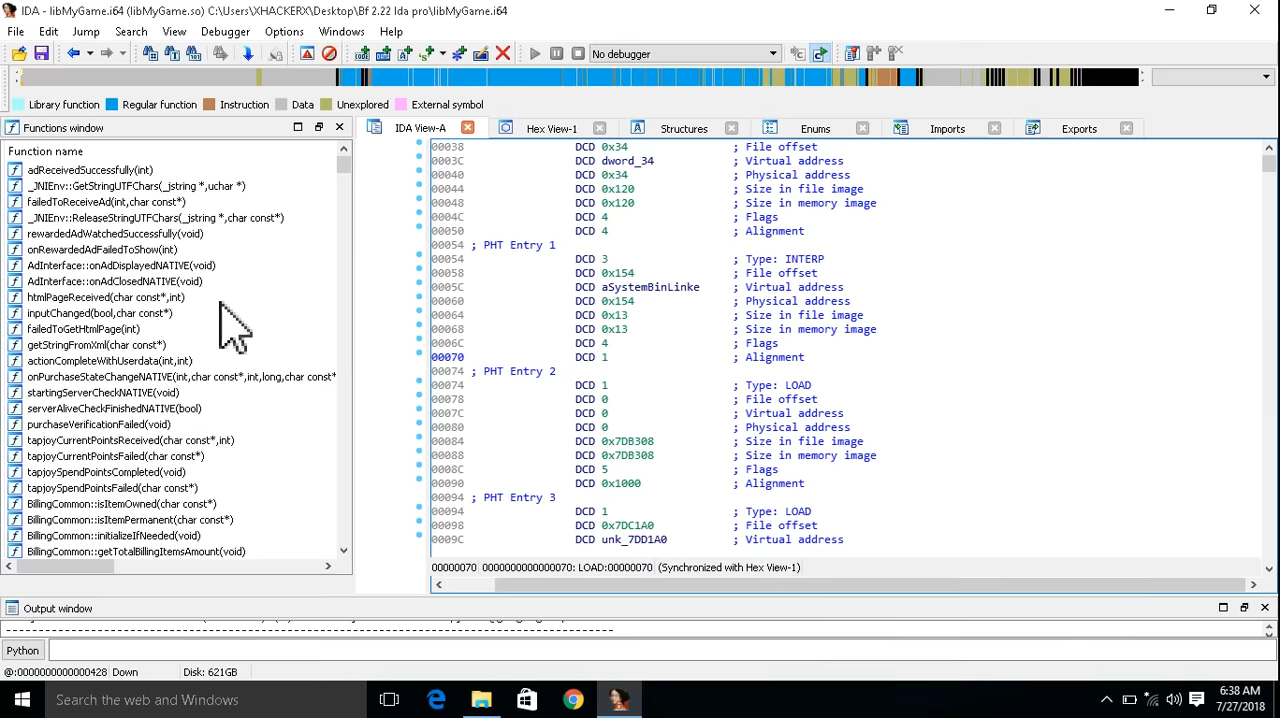 IDA - libMyGame.i64 (libMyGame.so) C:\Users\XHACKERX\Desktop\Bf 2.22 Ida pro\libMyGame.i64
File Edit Jump Search View Debugger Options Windows Help
No debugger
Library function Regular function Instruction Data Unexplored External symbol
Functions window
Function name
adReceivedSuccessfully(int)
_JNIEnv::GetStringUTFChars(_jstring *,uchar *)
failedToReceiveAd(int,char const*)
_JNIEnv::ReleaseStringUTFChars(_jstring *,char const*)
rewardedAdWatchedSuccessfully(void)
onRewardedAdFailedToShow(int)
AdInterface::onAdDisplayedNATIVE(void)
AdInterface::onAdClosedNATIVE(void)
htmlPageReceived(char const*,int)
inputChanged(bool,char const*)
failedToGetHtmlPage(int)
getStringFromXml(char const*)
actionCompleteWithUserdata(int,int)
onPurchaseStateChangeNATIVE(int,char const*,int,long,char const*
startingServerCheckNATIVE(void)
serverAliveCheckFinishedNATIVE(bool)
purchaseVerificationFailed(void)
tapjoyCurrentPointsReceived(char const*,int)
tapjoyCurrentPointsFailed(char const*)
tapjoySpendPointsCompleted(void)
tapjoySpendPointsFailed(char const*)
BillingCommon::isItemOwned(char const*)
BillingCommon::isItemPermanent(char const*)
BillingCommon::initializeIfNeeded(void)
BillingCommon::getTotalBillingItemsAmount(void)
IDA View-A Hex View-1 Structures Enums Imports Exports
00038 DCD 0x34 ; File offset
0003C DCD dword_34 ; Virtual address
00040 DCD 0x34 ; Physical address
00044 DCD 0x120 ; Size in file image
00048 DCD 0x120 ; Size in memory image
0004C DCD 4 ; Flags
00050 DCD 4 ; Alignment
00054 ; PHT Entry 1
00054 DCD 3 ; Type: INTERP
00058 DCD 0x154 ; File offset
0005C DCD aSystemBinLinke ; Virtual address
00060 DCD 0x154 ; Physical address
00064 DCD 0x13 ; Size in file image
00068 DCD 0x13 ; Size in memory image
0006C DCD 4 ; Flags
00070 DCD 1 ; Alignment
00074 ; PHT Entry 2
00074 DCD 1 ; Type: LOAD
00078 DCD 0 ; File offset
0007C DCD 0 ; Virtual address
00080 DCD 0 ; Physical address
00084 DCD 0x7DB308 ; Size in file image
00088 DCD 0x7DB308 ; Size in memory image
0008C DCD 5 ; Flags
00090 DCD 0x1000 ; Alignment
00094 ; PHT Entry 3
00094 DCD 1 ; Type: LOAD
00098 DCD 0x7DC1A0 ; File offset
0009C DCD unk_7DD1A0 ; Virtual address
00000070 0000000000000070: LOAD:00000070 (Synchronized with Hex View-1)
Output window
Python
@:0000000000000428 Down Disk: 621GB
Search the web and Windows
6:38 AM
7/27/2018